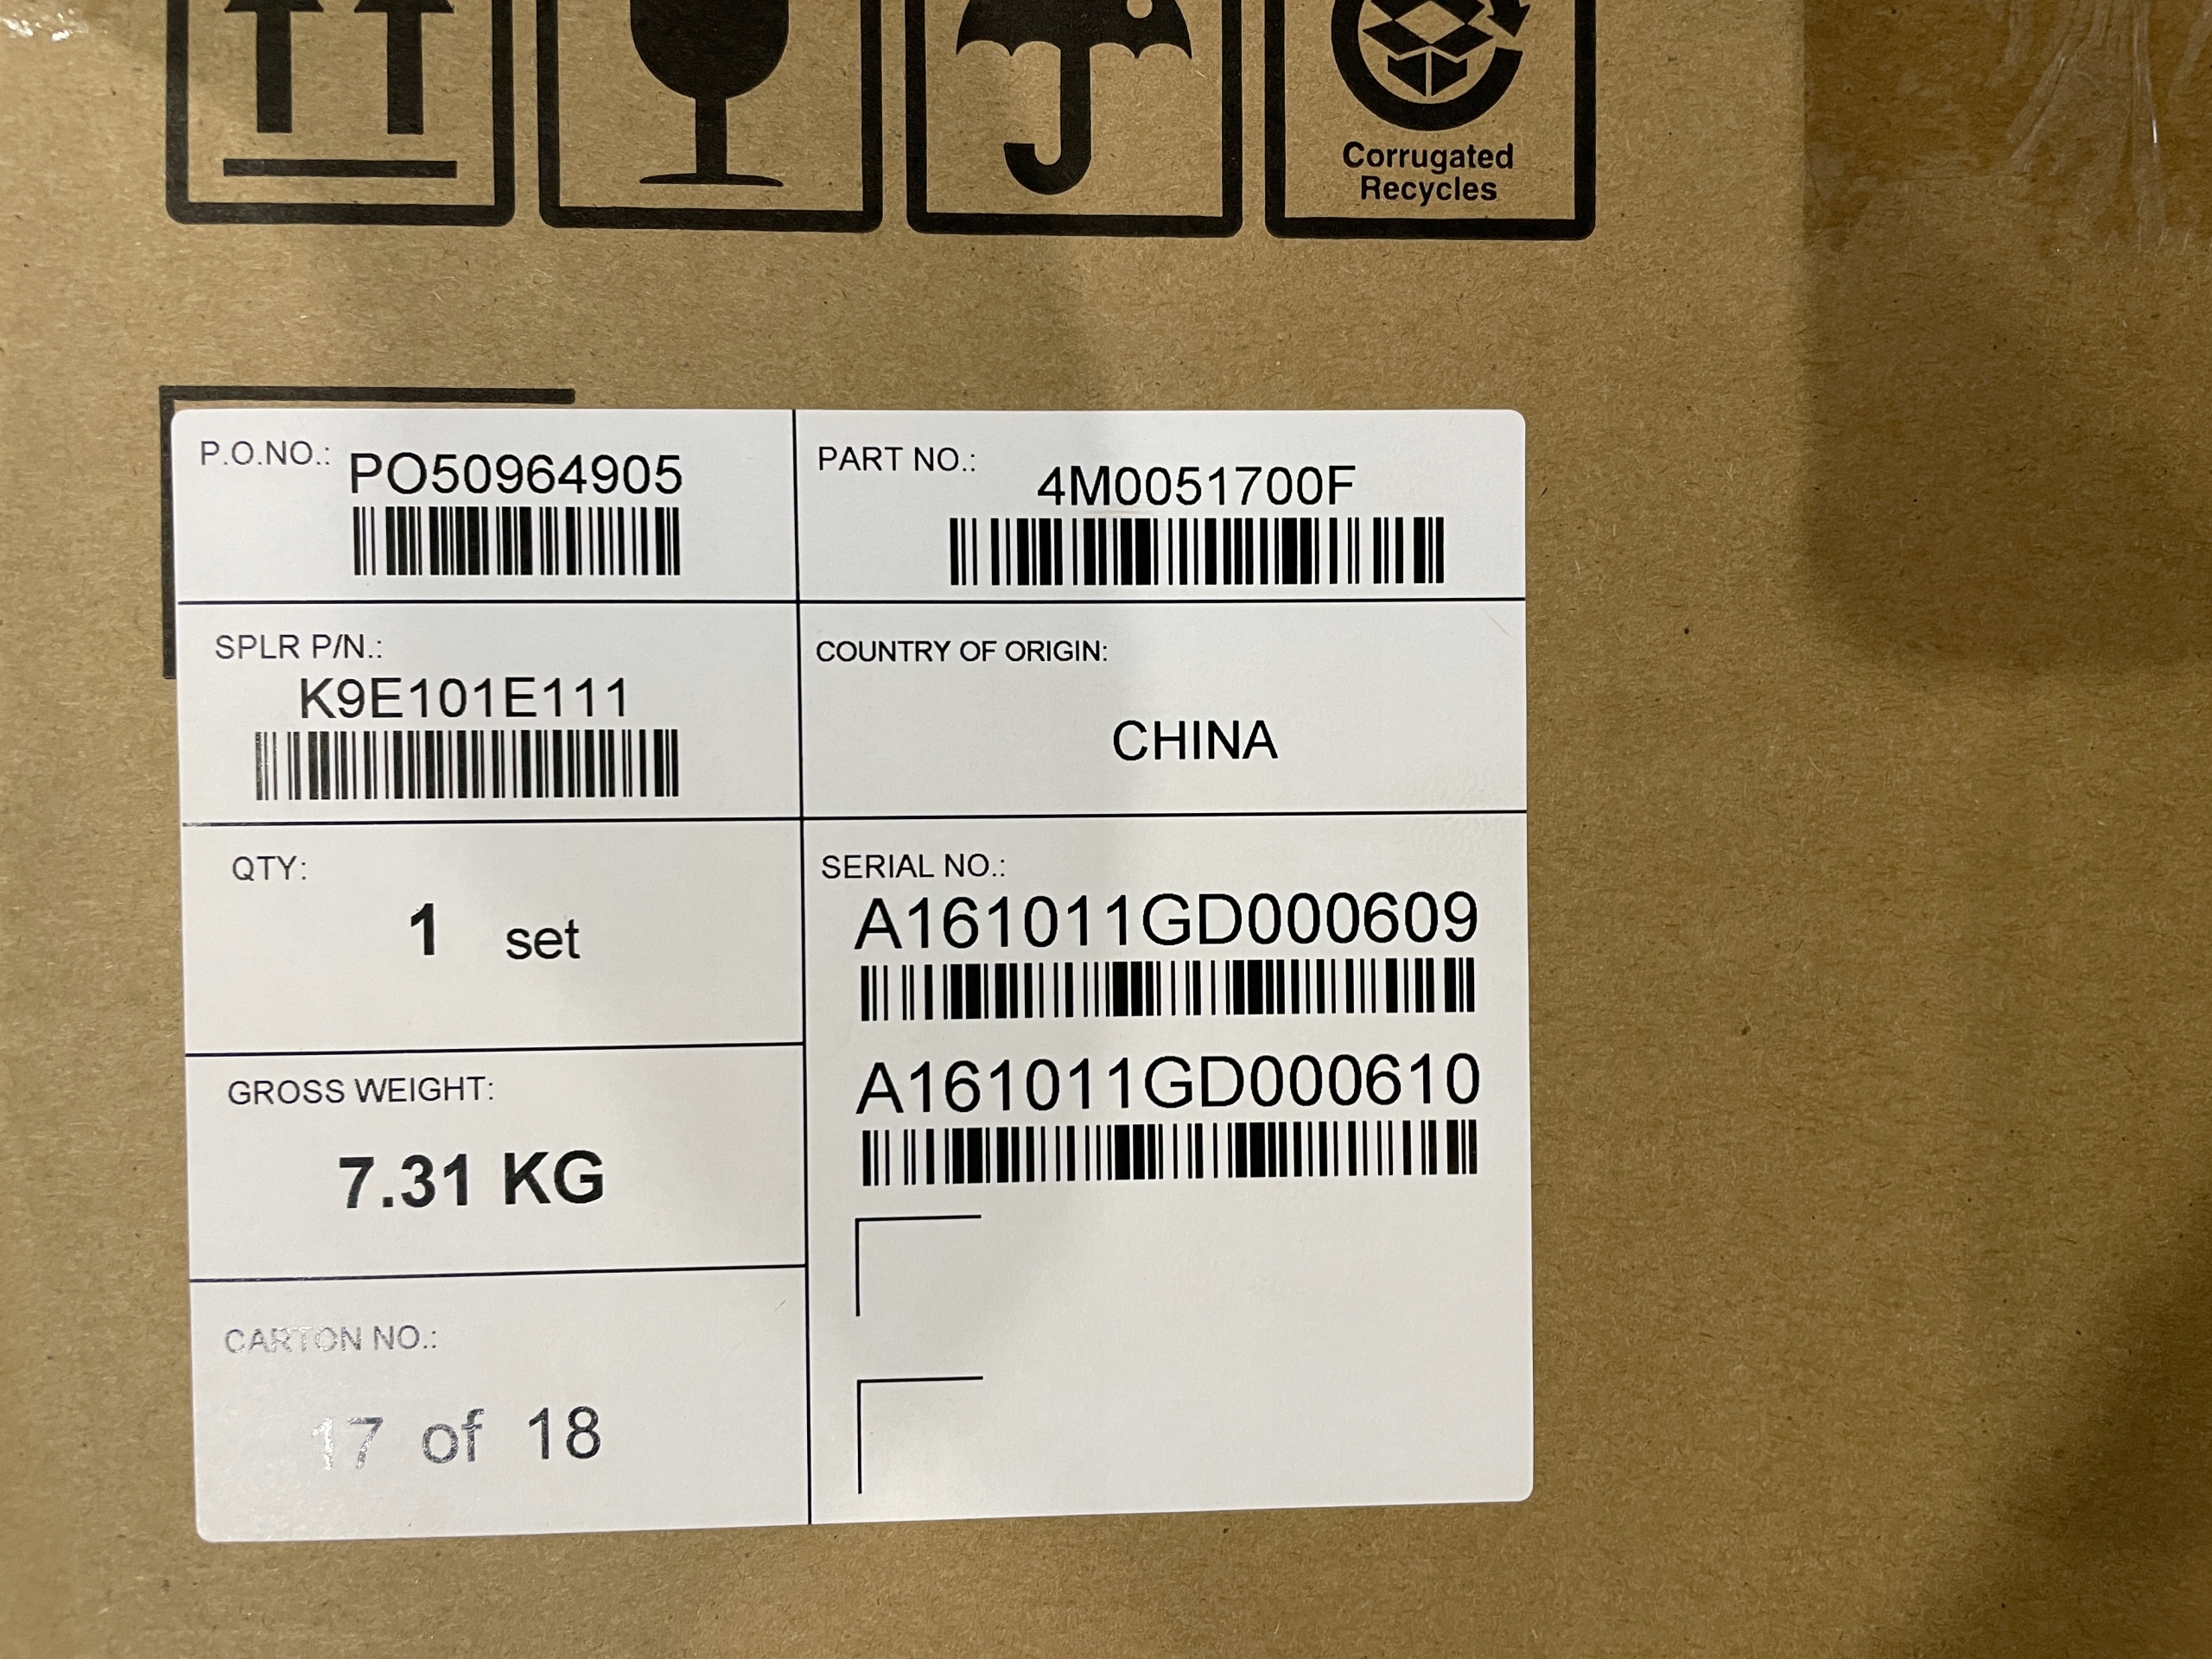 Corrugated
Recycles
P.O.NO.: PO50964905
PART NO.: 4M0051700F
SPLR P/N.:
K9E101E111
COUNTRY OF ORIGIN:
CHINA
QTY:
1 set
SERIAL NO.:
A161011GD000609
A161011GD000610
GROSS WEIGHT:
7.31 KG
CARTON NO.:
17 of 18